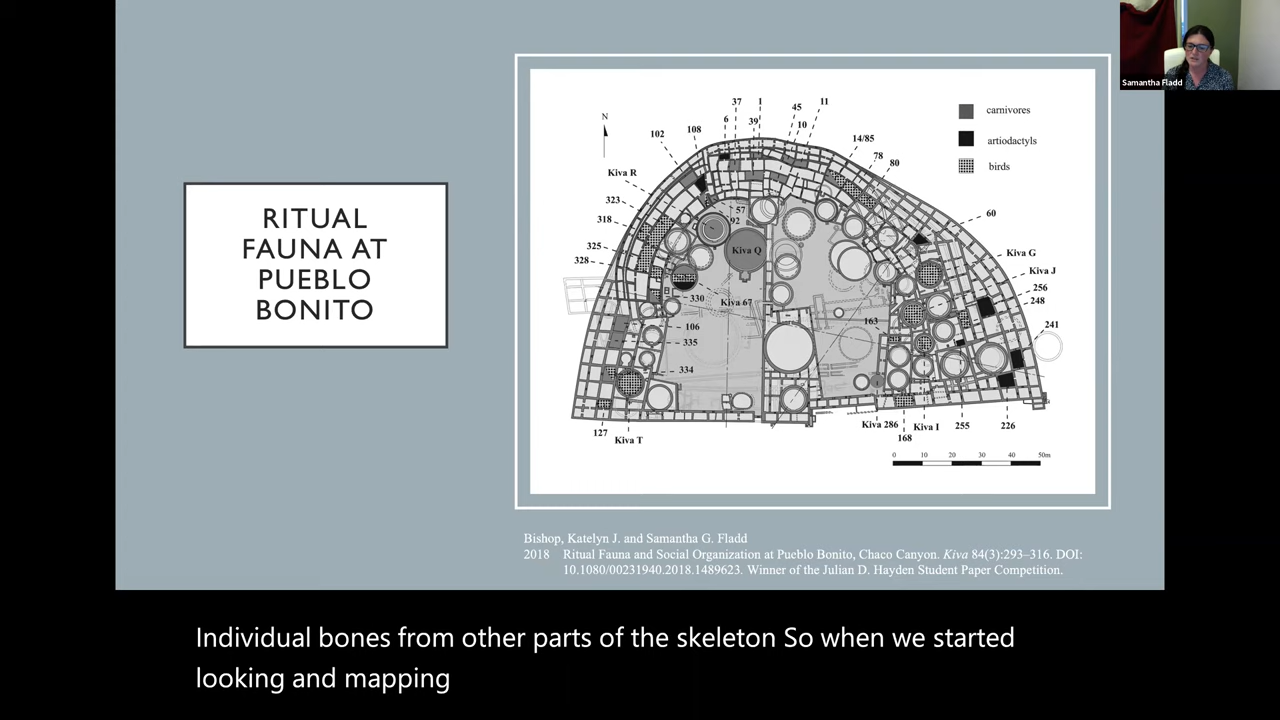 Samantha Fladd
RITUAL
FAUNA AT
PUEBLO
BONITO
N
37
1
45
11
6
39
10
102
108
14/85
78
80
Kiva R
323
318
325
328
57
92
Kiva Q
60
Kiva G
Kiva J
256
248
241
330
Kiva 67
163
106
335
334
127
Kiva T
Kiva 286
168
Kiva I
255
226
carnivores
artiodactyls
birds
0 10 20 30 40 50m
Bishop, Katelyn J. and Samantha G. Fladd
2018 Ritual Fauna and Social Organization at Pueblo Bonito, Chaco Canyon. Kiva 84(3):293–316. DOI:
10.1080/00231940.2018.1489623. Winner of the Julian D. Hayden Student Paper Competition.
Individual bones from other parts of the skeleton So when we started
looking and mapping